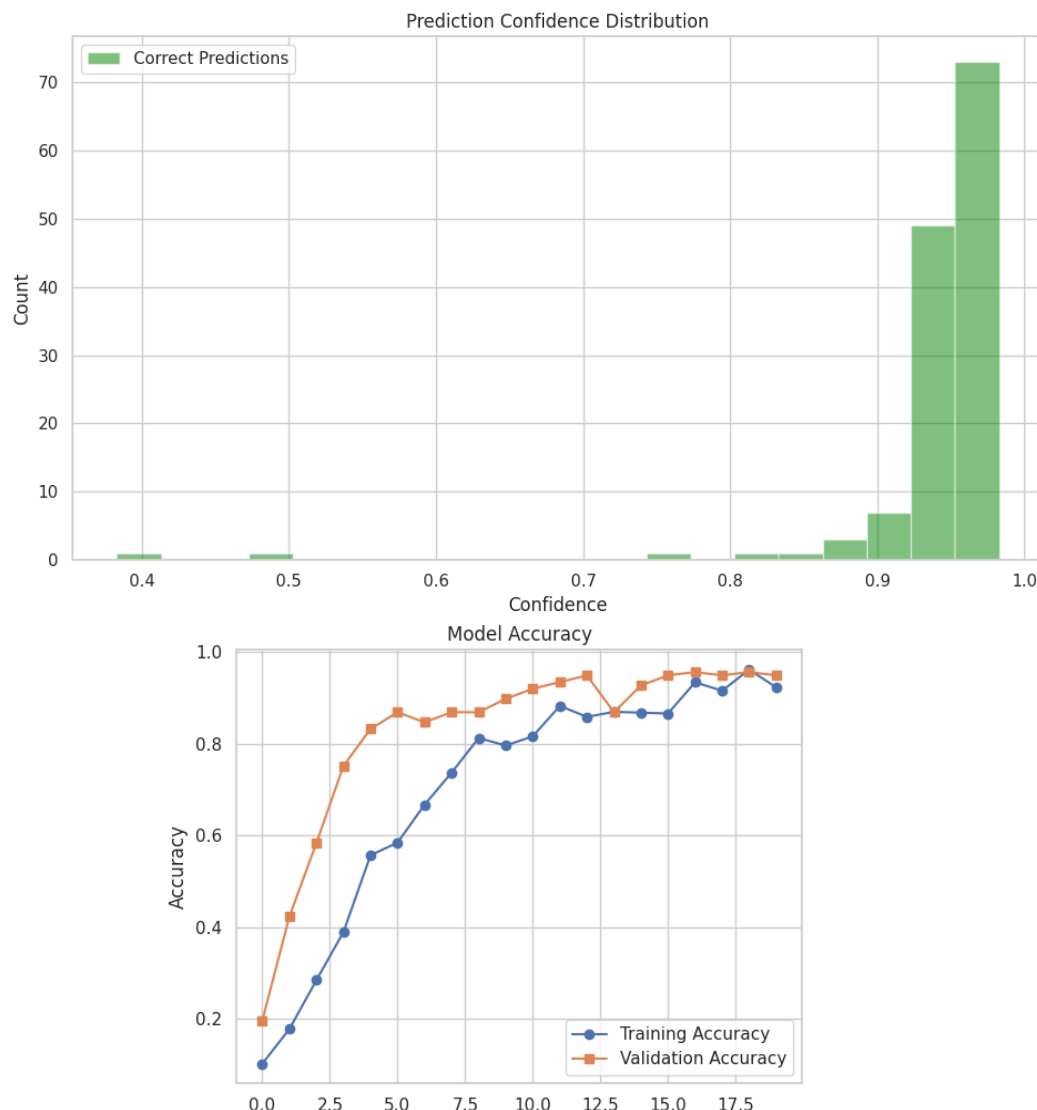 Prediction Confidence Distribution
Correct Predictions
70
60
50
40
30
20
10
0
Count
0.4 0.5 0.6 0.7 0.8 0.9 1.0
Confidence
Model Accuracy
1.0
0.8
0.6
0.4
0.2
Accuracy
Training Accuracy
Validation Accuracy
0.0 2.5 5.0 7.5 10.0 12.5 15.0 17.5